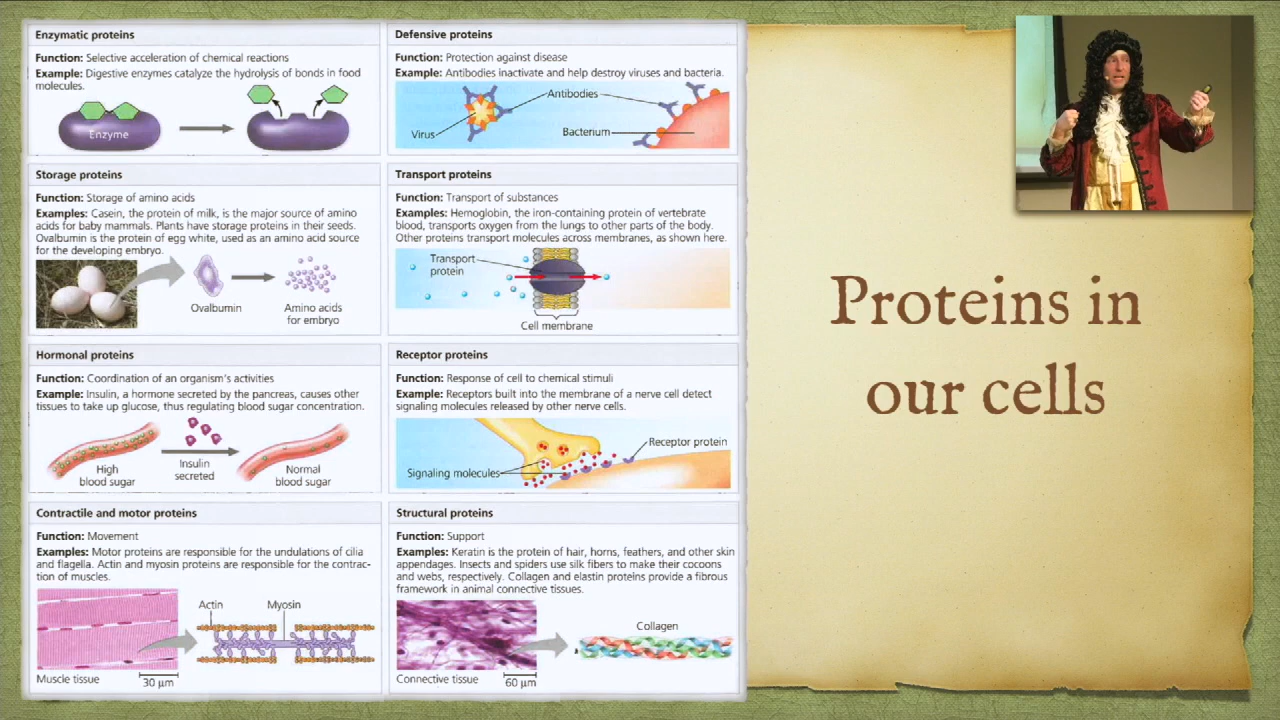 Enzymatic proteins
Function: Selective acceleration of chemical reactions
Example: Digestive enzymes catalyze the hydrolysis of bonds in food
molecules.
Enzyme
Defensive proteins
Function: Protection against disease
Example: Antibodies inactivate and help destroy viruses and bacteria.
Antibodies
Virus
Bacterium
Storage proteins
Function: Storage of amino acids
Examples: Casein, the protein of milk, is the major source of amino
acids for baby mammals. Plants have storage proteins in their seeds.
Ovalbumin is the protein of egg white, used as an amino acid source
for the developing embryo.
Ovalbumin
Amino acids
for embryo
Transport proteins
Function: Transport of substances
Examples: Hemoglobin, the iron-containing protein of vertebrate
blood, transports oxygen from the lungs to other parts of the body.
Other proteins transport molecules across membranes, as shown here.
Transport
protein
Cell membrane
Hormonal proteins
Function: Coordination of an organism's activities
Example: Insulin, a hormone secreted by the pancreas, causes other
tissues to take up glucose, thus regulating blood sugar concentration.
High
blood sugar
Insulin
secreted
Normal
blood sugar
Receptor proteins
Function: Response of cell to chemical stimuli
Example: Receptors built into the membrane of a nerve cell detect
signaling molecules released by other nerve cells.
Receptor protein
Signaling molecules
Contractile and motor proteins
Function: Movement
Examples: Motor proteins are responsible for the undulations of cilia
and flagella. Actin and myosin proteins are responsible for the contrac-
tion of muscles.
Actin
Myosin
Muscle tissue
30 µm
Structural proteins
Function: Support
Examples: Keratin is the protein of hair, horns, feathers, and other skin
appendages. Insects and spiders use silk fibers to make their cocoons
and webs, respectively. Collagen and elastin proteins provide a fibrous
framework in animal connective tissues.
Collagen
Connective tissue
60 µm
Proteins in
our cells